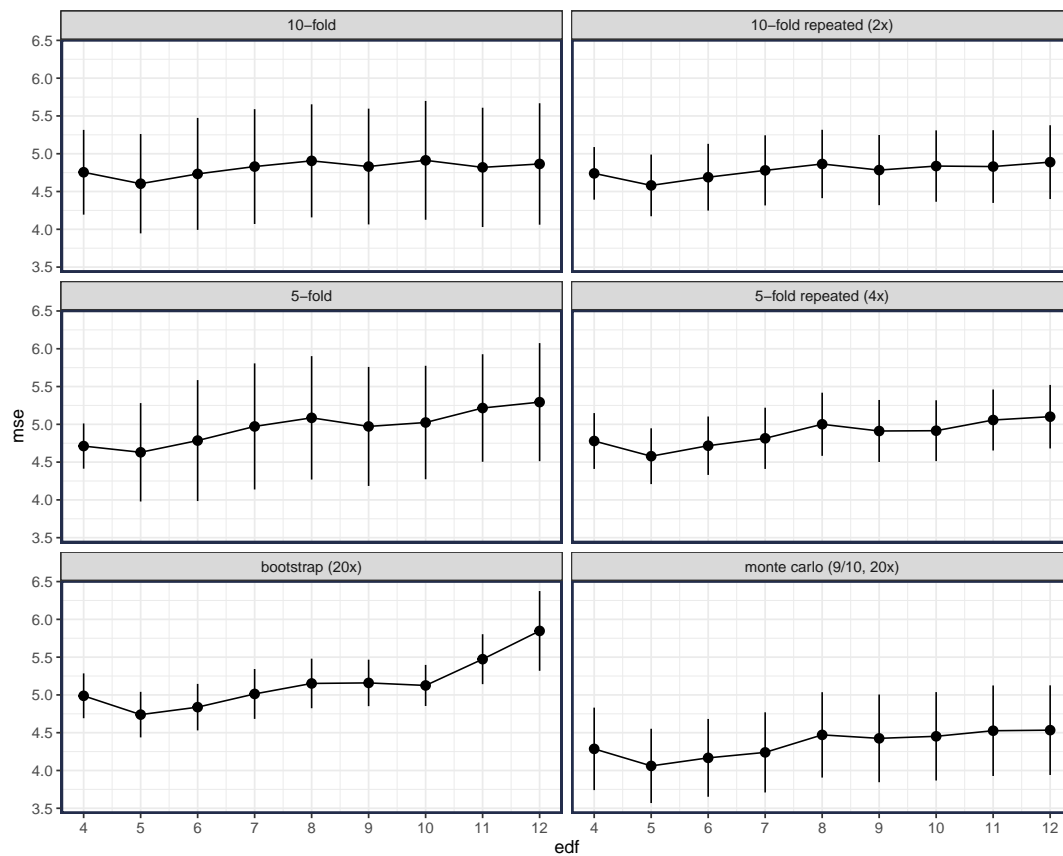 10−fold
10−fold repeated (2x)
6.5
6.0
5.5
5.0
4.5
4.0
3.5
5−fold
5−fold repeated (4x)
6.5
6.0
5.5
5.0
4.5
4.0
3.5
mse
bootstrap (20x)
monte carlo (9/10, 20x)
6.5
6.0
5.5
5.0
4.5
4.0
3.5
4 5 6 7 8 9 10 11 12
4 5 6 7 8 9 10 11 12
edf